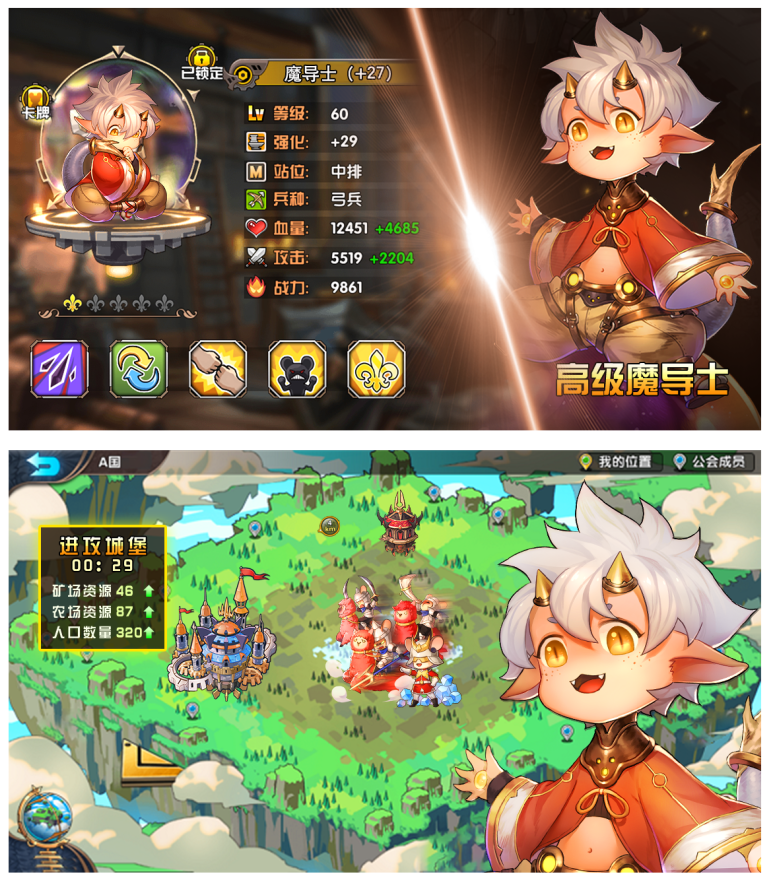 已锁定
魔导士（+27）
M
卡牌
Lv 等级: 60
强化: +29
M 站位: 中排
兵种: 弓兵
血量: 12451 +4685
攻击: 5519 +2204
战力: 9861
高级魔导士
A国
我的位置
公会成员
进攻城堡
00: 29
矿场资源 46
农场资源 87
人口数量 320